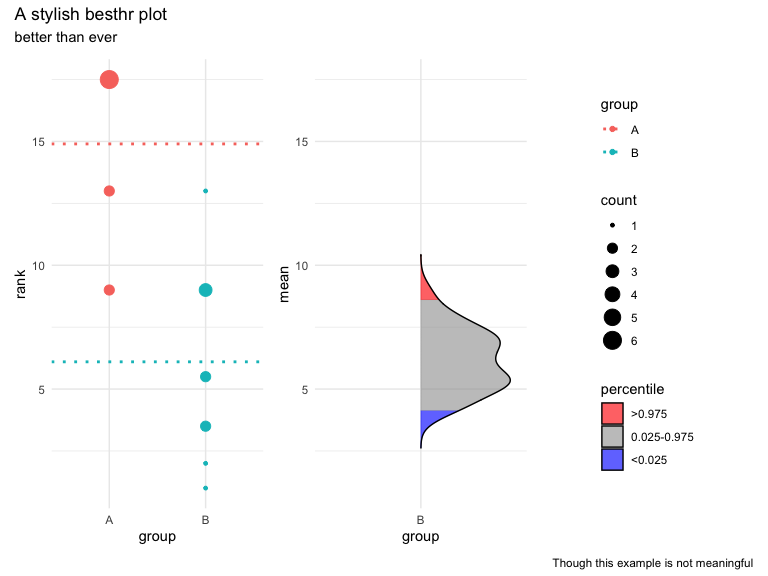 A stylish besthr plot
better than ever
rank
15
10
5
A
B
group
mean
15
10
5
B
group
group
A
B
count
1
2
3
4
5
6
percentile
>0.975
0.025-0.975
<0.025
Though this example is not meaningful